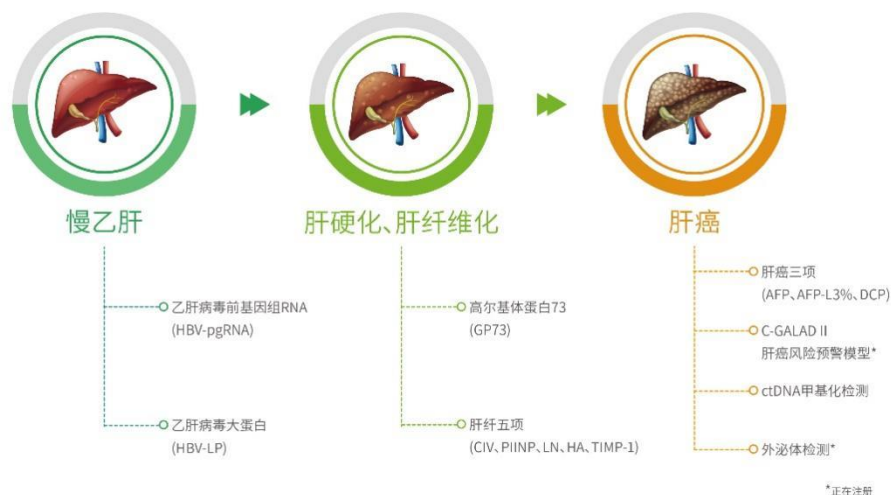 慢乙肝
肝硬化、肝纤维化
肝癌
乙肝病毒前基因组RNA
(HBV-pgRNA)
乙肝病毒大蛋白
(HBV-LP)
高尔基体蛋白73
(GP73)
肝纤五项
(CIV、PIINP、LN、HA、TIMP-1)
肝癌三项
(AFP、AFP-L3%、DCP)
C-GALAD II
肝癌风险预警模型*
ctDNA甲基化检测
外泌体检测*
*正在注册